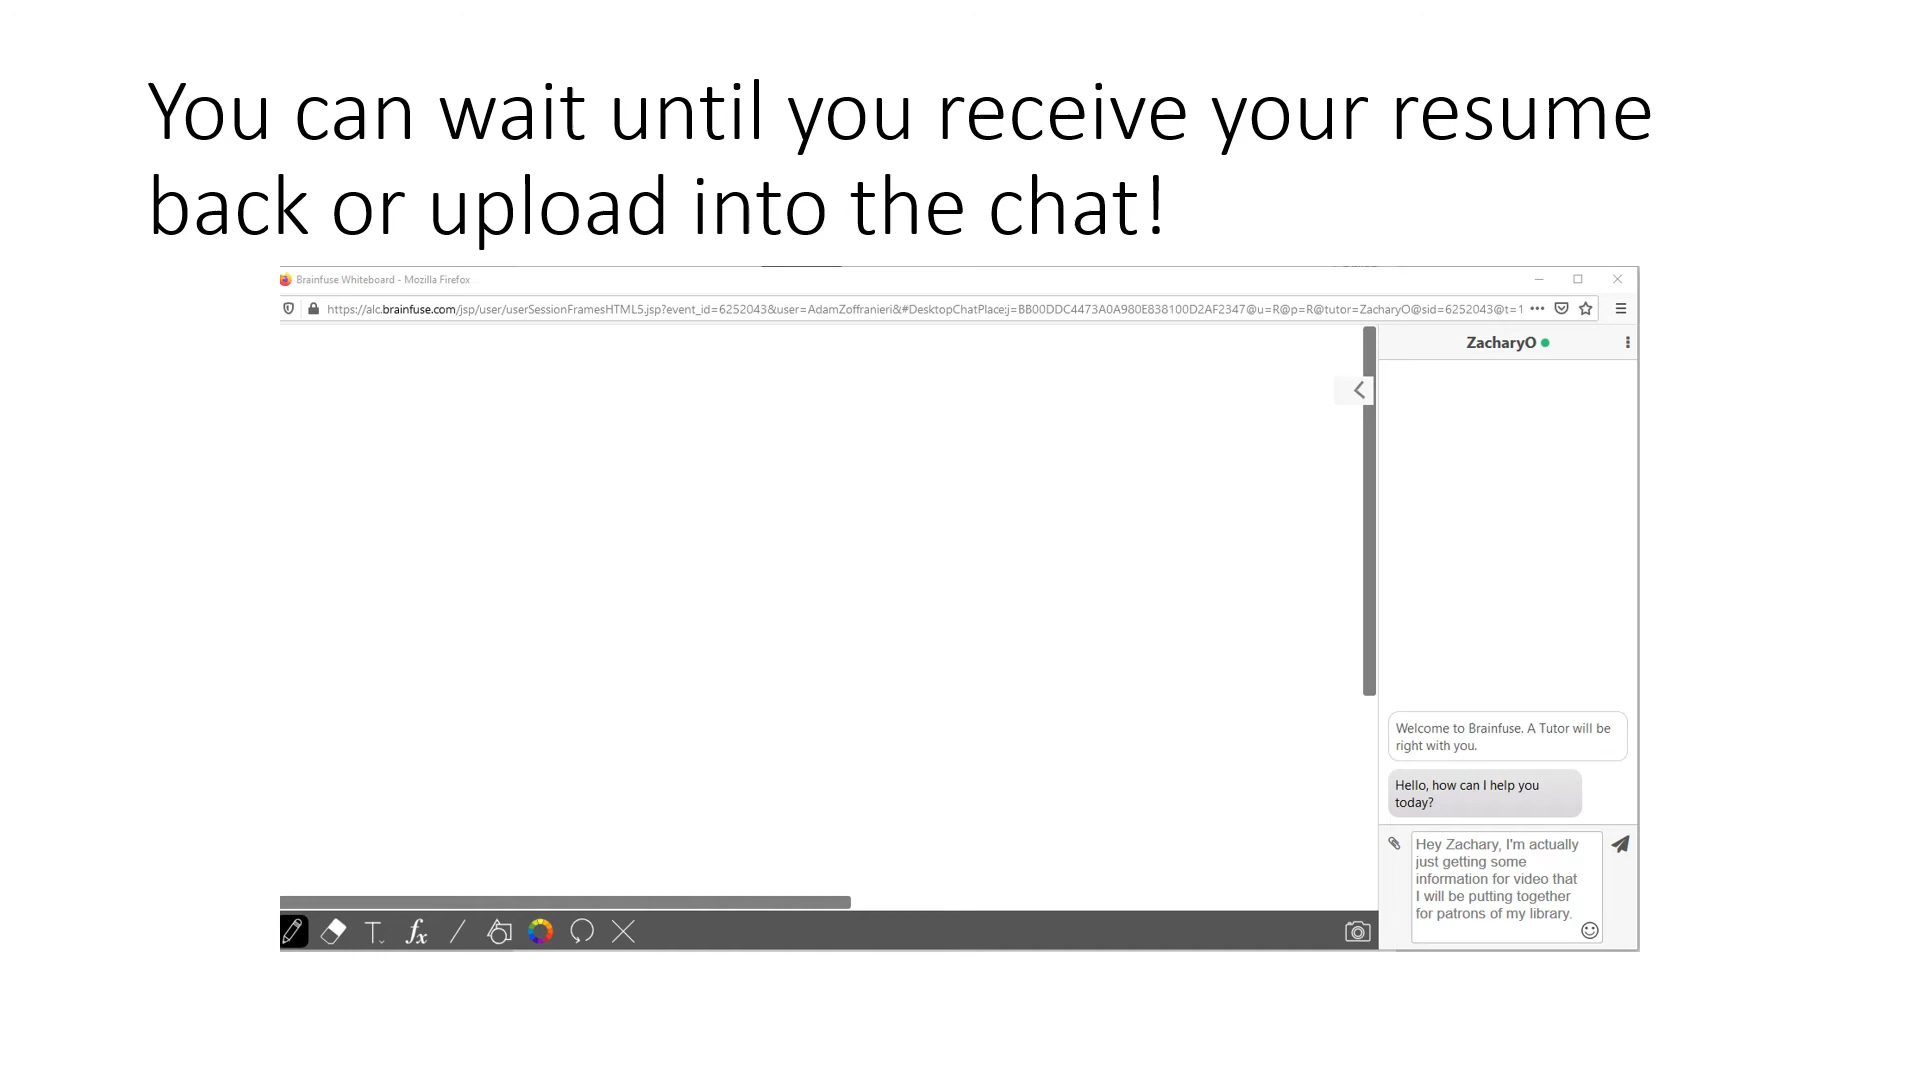 You can wait until you receive your resume
back or upload into the chat!
Brainfuse Whiteboard - Mozilla Firefox
https://alc.brainfuse.com/jsp/user/userSessionFramesHTML5.jsp?event_id=6252043&user=AdamZoffranieri&#DesktopChatPlace:j=BB00DDC4473A0A980E838100D2AF2347@u=R@p=R@tutor=ZacharyO@sid=6252043@t=1
ZacharyO
Welcome to Brainfuse. A Tutor will be
right with you.
Hello, how can I help you
today?
Hey Zachary, I'm actually
just getting some
information for video that
I will be putting together
for patrons of my library.
T
fx